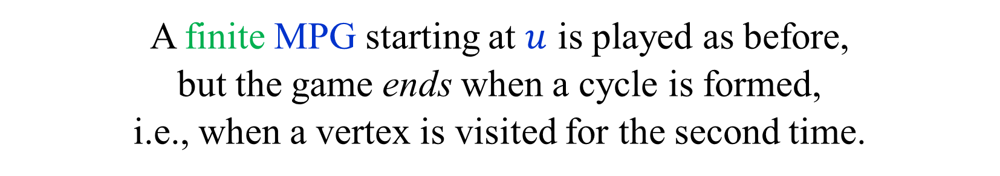 A finite MPG starting at u is played as before,
but the game ends when a cycle is formed,
i.e., when a vertex is visited for the second time.